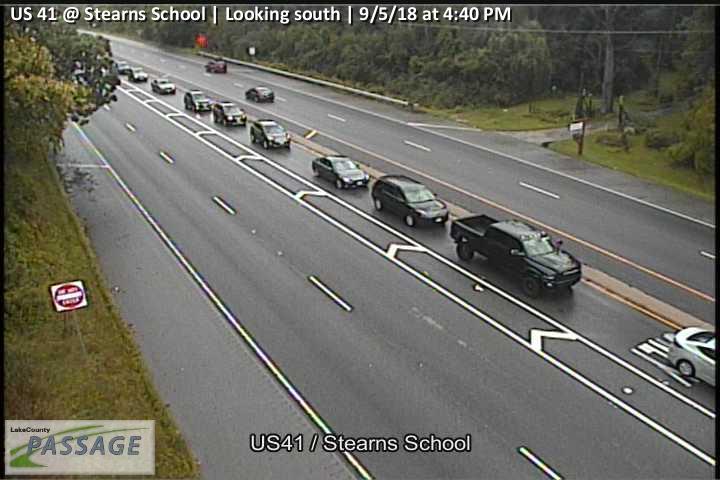 US 41 @ Stearns School | Looking south | 9/5/18 at 4:40 PM
DO NOT
ENTER
LakeCounty
PASSAGE
US41 / Stearns School